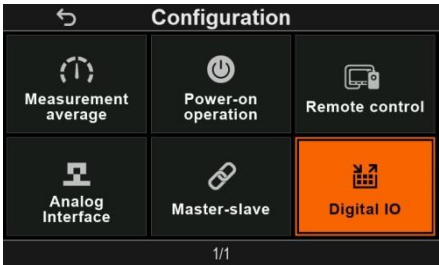 Configuration
Measurement
average
Power-on
operation
Remote control
Analog
Interface
Master-slave
Digital IO
1/1